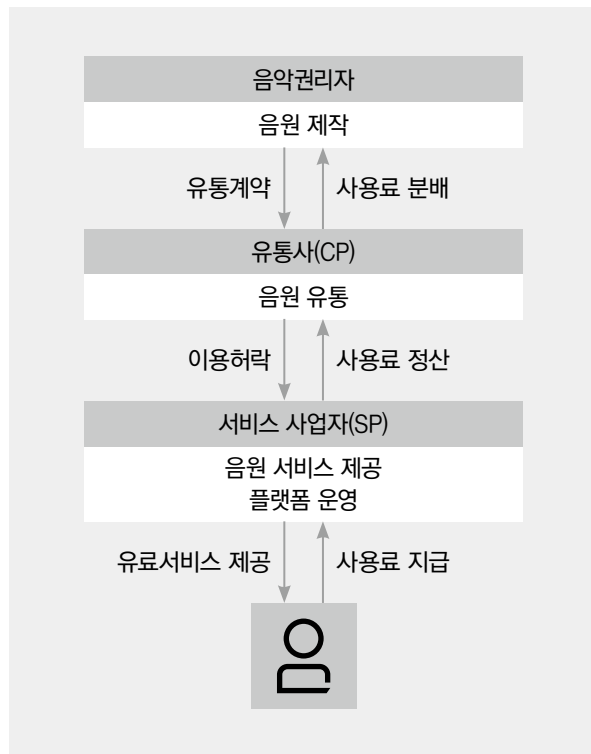 음악권리자
음원 제작
유통계약
사용료 분배
유통사(CP)
음원 유통
이용허락
사용료 정산
서비스 사업자(SP)
음원 서비스 제공
플랫폼 운영
유료서비스 제공
사용료 지급